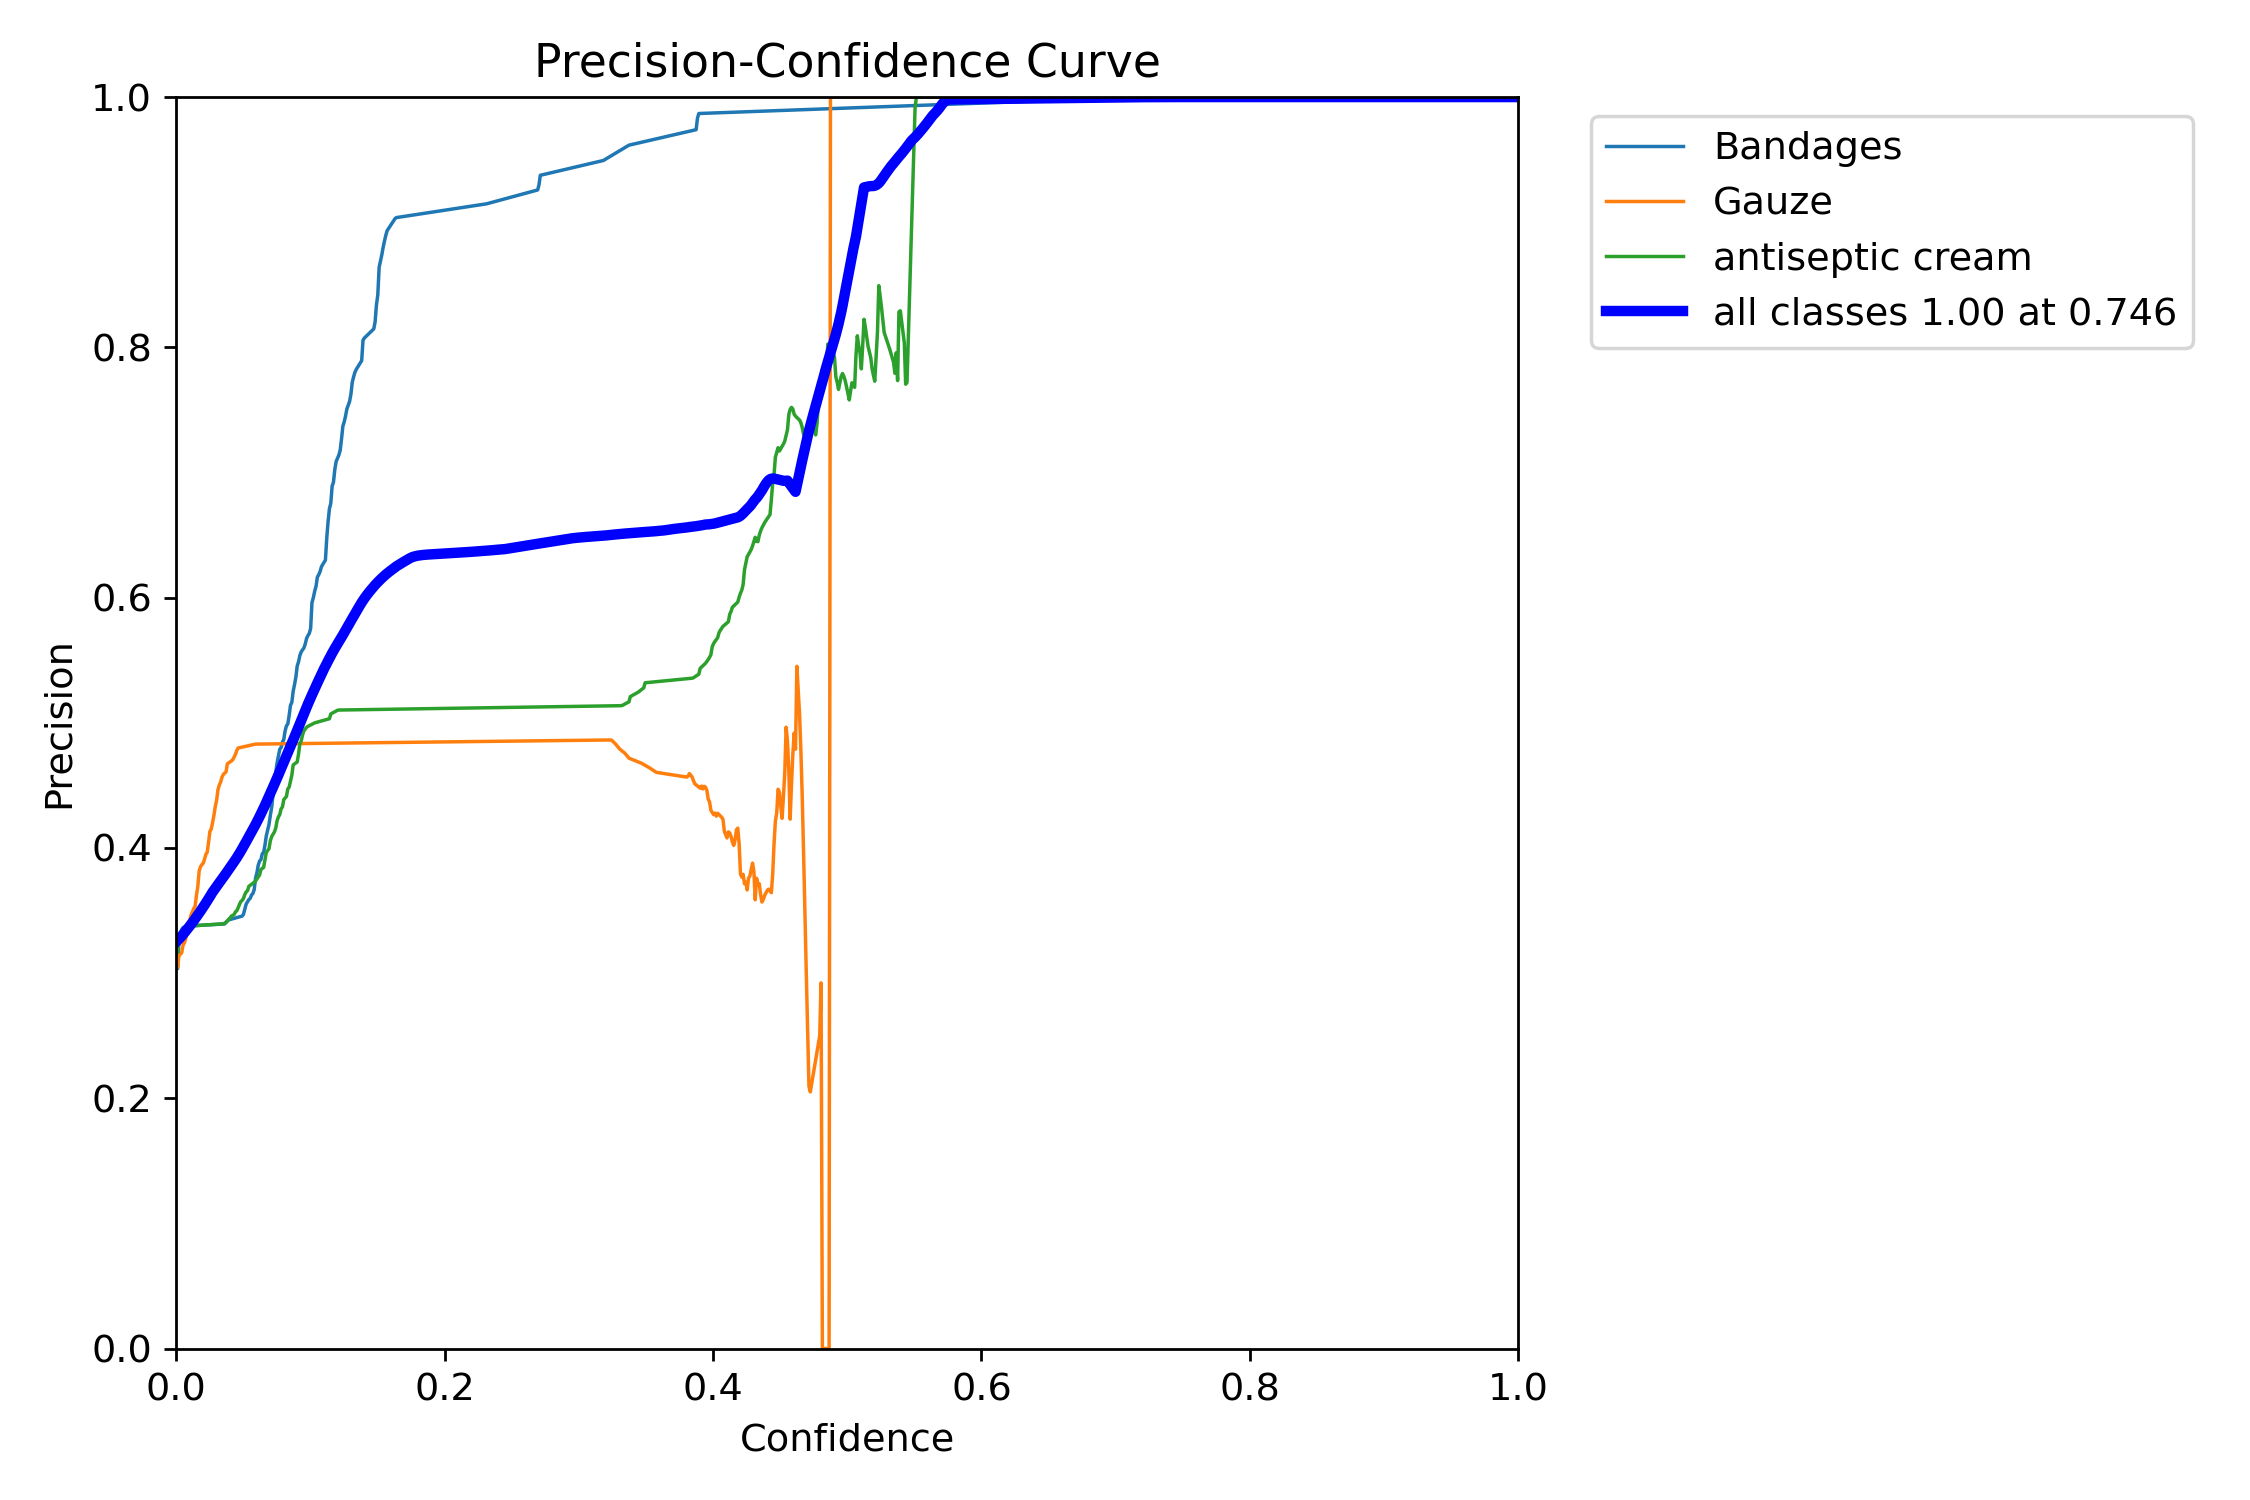 Precision-Confidence Curve
1.0
0.8
0.6
0.4
0.2
0.0
Precision
0.0 0.2 0.4 0.6 0.8 1.0
Confidence
Bandages
Gauze
antiseptic cream
all classes 1.00 at 0.746